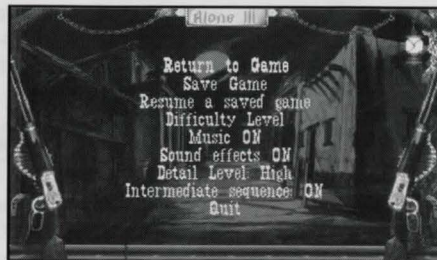 Alone III
Return to Game
Save Game
Resume a saved game
Difficulty Level
Music ON
Sound effects ON
Detail Level: High
Intermediate sequence: ON
Quit